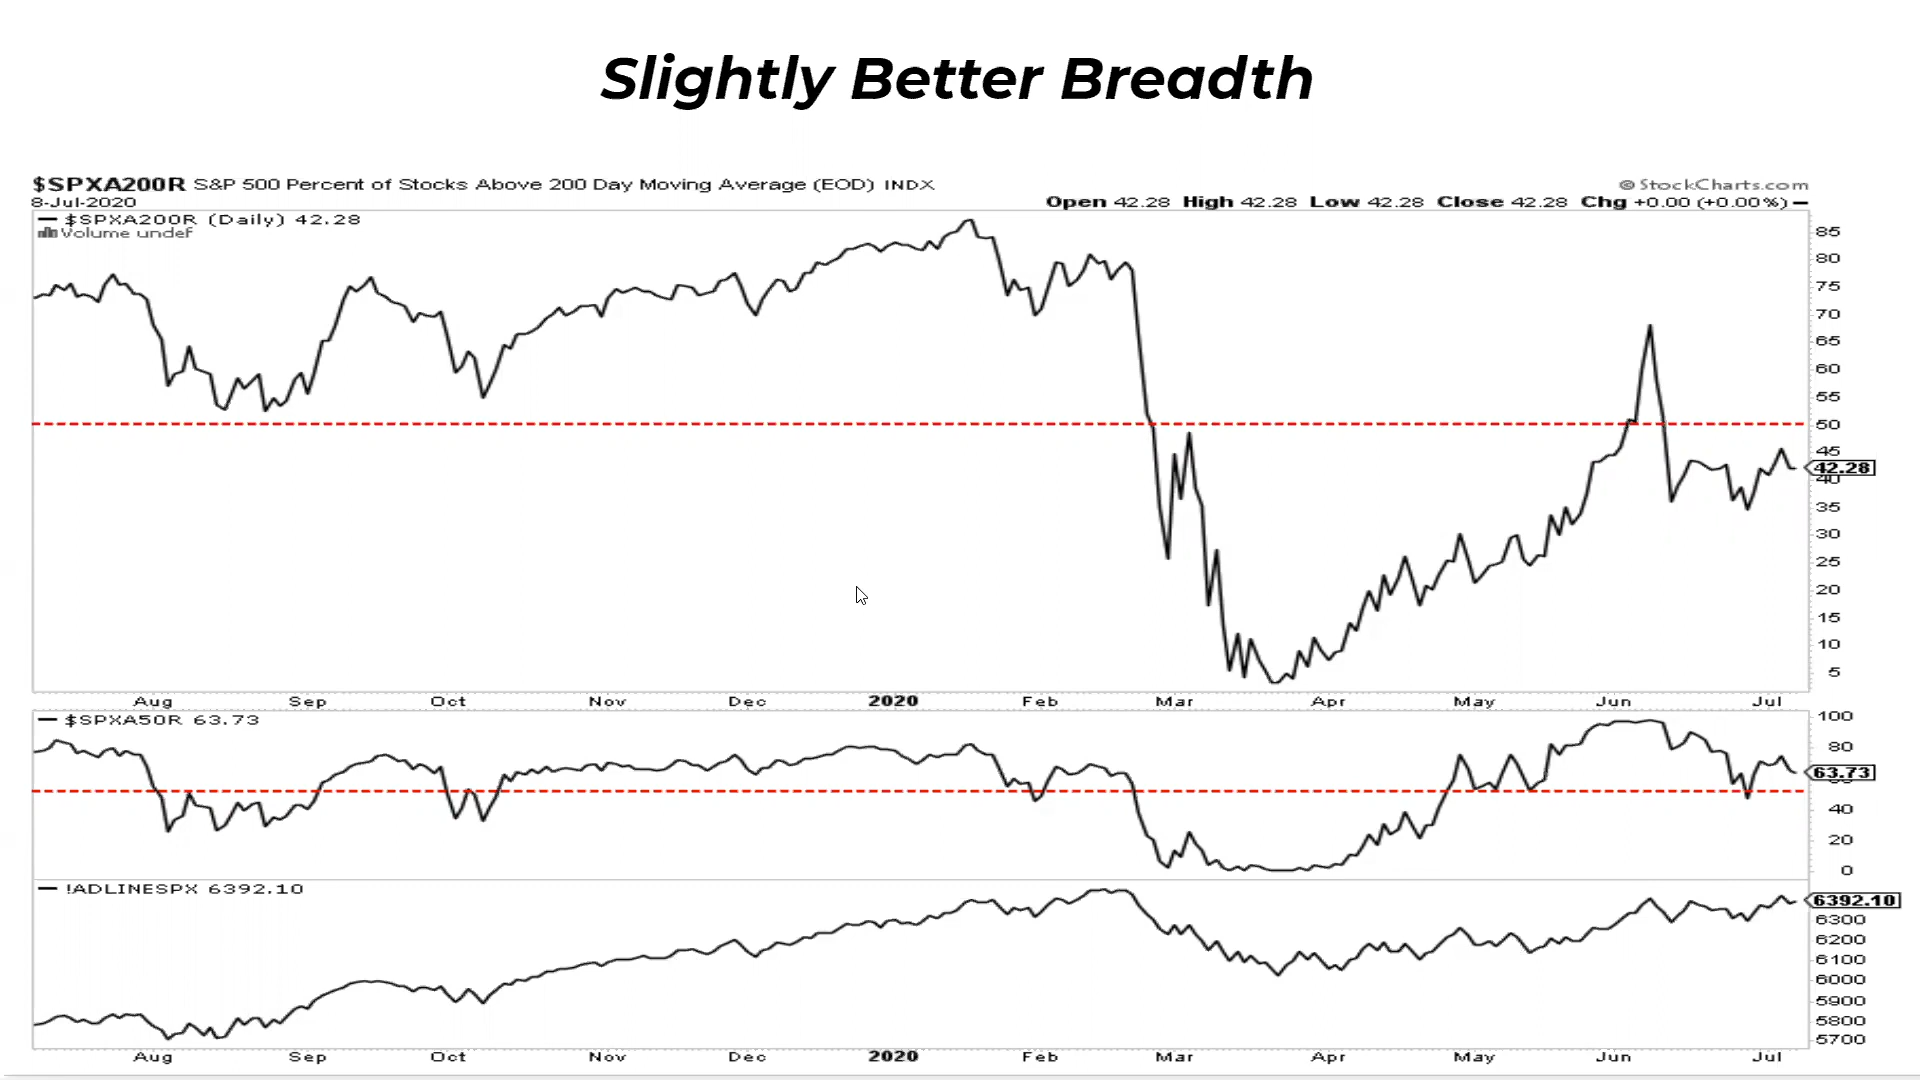 Slightly Better Breadth
$SPXA200R S&P 500 Percent of Stocks Above 200 Day Moving Average (EOD) INDX
© StockCharts.com
8-Jul-2020
Open 42.28 High 42.28 Low 42.28 Close 42.28 Chg +0.00 (+0.00%)
$SPXA200R (Daily) 42.28
Volume undef
85
80
75
70
65
60
55
50
45
42.28
40
35
30
25
20
15
10
5
Aug Sep Oct Nov Dec 2020 Feb Mar Apr May Jun Jul
$SPXA50R 63.73
100
80
63.73
40
20
0
!ADLINESPX 6392.10
6392.10
6300
6200
6100
6000
5900
5800
5700
Aug Sep Oct Nov Dec 2020 Feb Mar Apr May Jun Jul